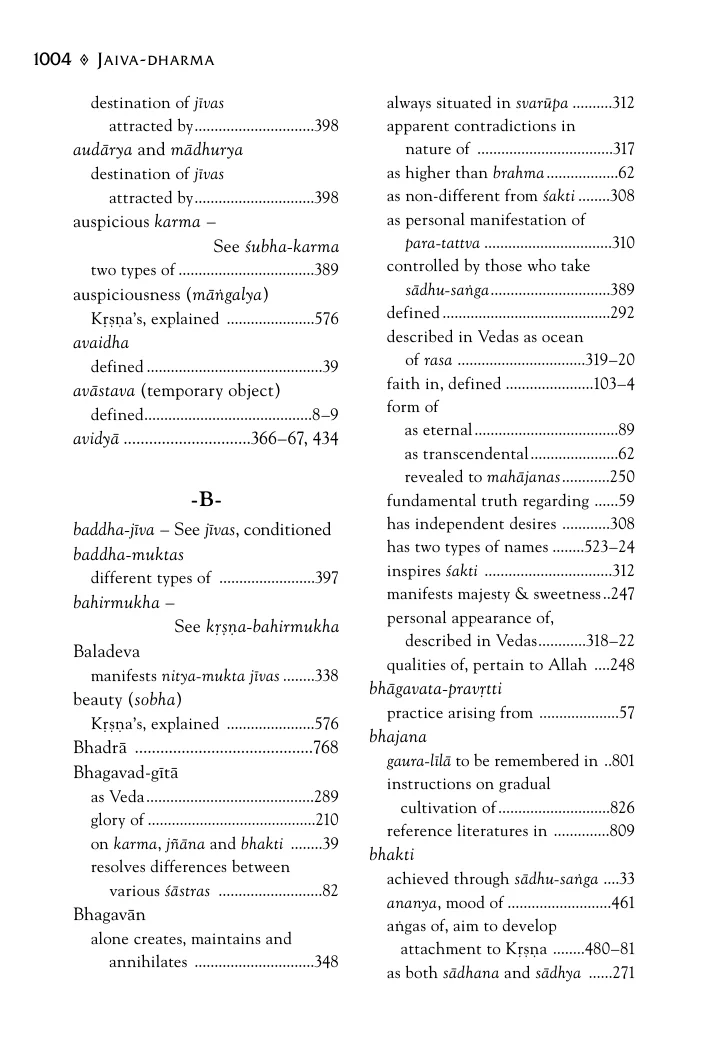 1004 ◈ JAIVA-DHARMA
destination of jīvas
attracted by..............................398
audārya and mādhurya
destination of jīvas
attracted by..............................398
auspicious karma –
See śubha-karma
two types of ..................................389
auspiciousness (māṅgalya)
Kṛṣṇa's, explained ......................576
avaidha
defined ............................................39
avāstava (temporary object)
defined..........................................8–9
avidyā .............................366–67, 434
-B-
baddha-jīva – See jīvas, conditioned
baddha-muktas
different types of ........................397
bahirmukha –
See kṛṣṇa-bahirmukha
Baladeva
manifests nitya-mukta jīvas ........338
beauty (sobha)
Kṛṣṇa's, explained ......................576
Bhadrā .........................................768
Bhagavad-gītā
as Veda..........................................289
glory of ..........................................210
on karma, jñāna and bhakti ........39
resolves differences between
various śāstras ..........................82
Bhagavān
alone creates, maintains and
annihilates ..............................348
always situated in svarūpa ..........312
apparent contradictions in
nature of ..................................317
as higher than brahma..................62
as non-different from śakti ........308
as personal manifestation of
para-tattva ................................310
controlled by those who take
sādhu-saṅga..............................389
defined ..........................................292
described in Vedas as ocean
of rasa ................................319–20
faith in, defined ......................103–4
form of
as eternal....................................89
as transcendental......................62
revealed to mahājanas............250
fundamental truth regarding ......59
has independent desires ............308
has two types of names ........523–24
inspires śakti ................................312
manifests majesty & sweetness..247
personal appearance of,
described in Vedas............318–22
qualities of, pertain to Allah ....248
bhāgavata-pravṛtti
practice arising from ....................57
bhajana
gaura-līlā to be remembered in ..801
instructions on gradual
cultivation of............................826
reference literatures in ..............809
bhakti
achieved through sādhu-saṅga ....33
ananya, mood of ..........................461
aṅgas of, aim to develop
attachment to Kṛṣṇa ........480–81
as both sādhana and sādhya ......271